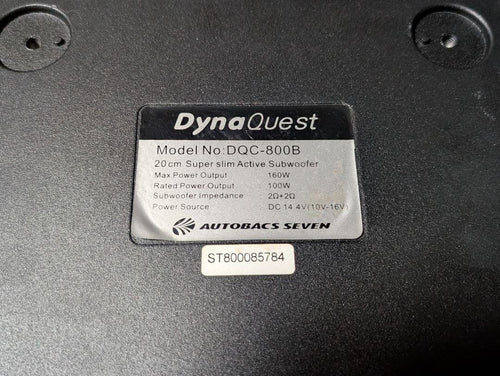 DynaQuest
Model No:DQC-800B
20cm Super slim Active Subwoofer
Max Power Output 160W
Rated Power Output 100W
Subwoofer Impedance 2Ω+2Ω
Power Source DC 14.4V(10V-16V)
AUTOBACS SEVEN
ST800085784